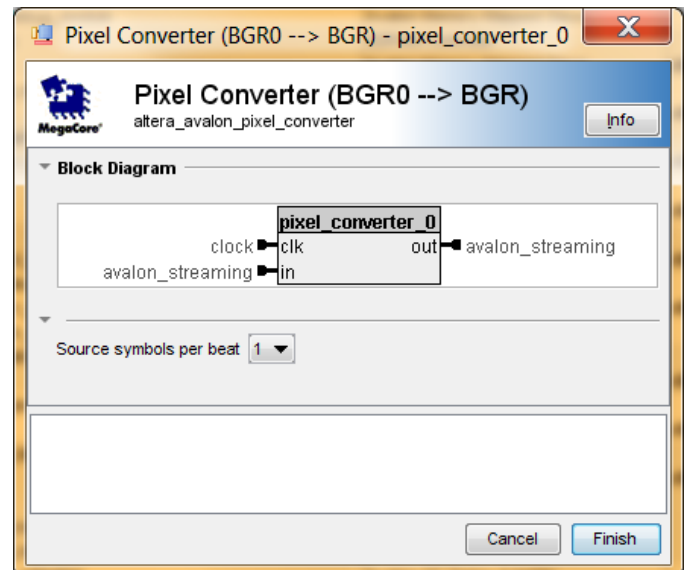 Pixel Converter (BGR0 --> BGR) - pixel_converter_0
X
Pixel Converter (BGR0 --> BGR)
altera_avalon_pixel_converter
MegaCore'
Info
Block Diagram
pixel_converter_0
clock clk out avalon_streaming
avalon_streaming in
Source symbols per beat 1
Cancel Finish